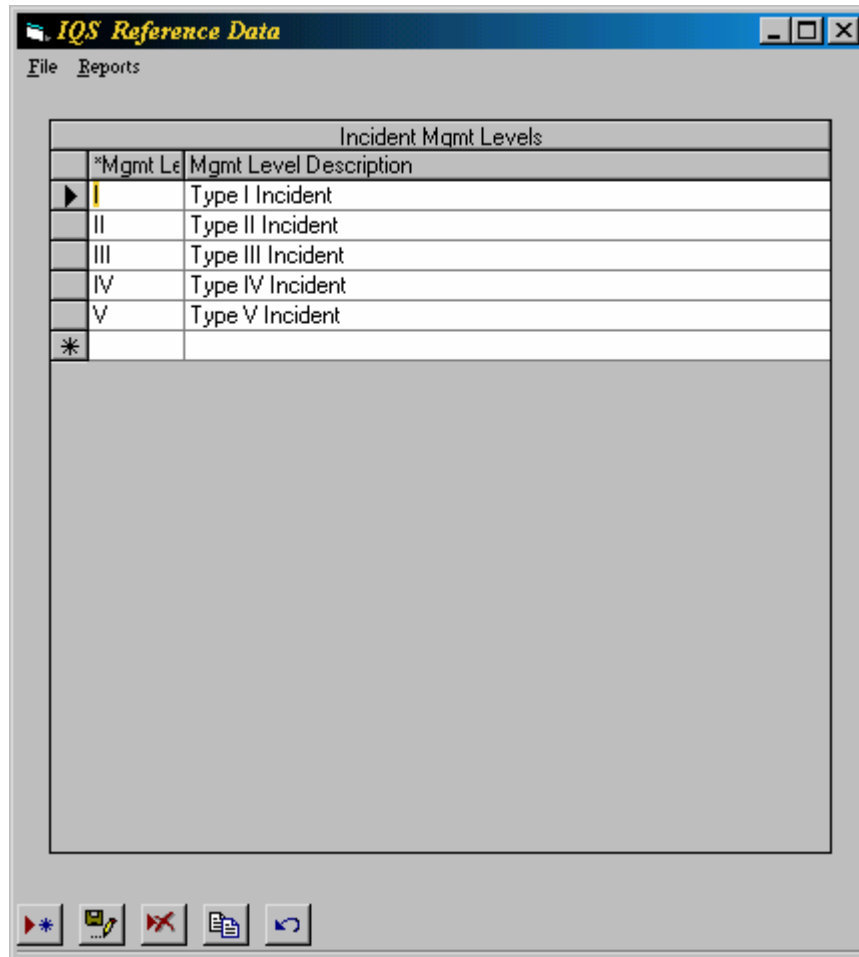 IQS Reference Data
File Reports
Incident Mgmt Levels
*Mgmt Le Mgmt Level Description
I Type I Incident
II Type II Incident
III Type III Incident
IV Type IV Incident
V Type V Incident